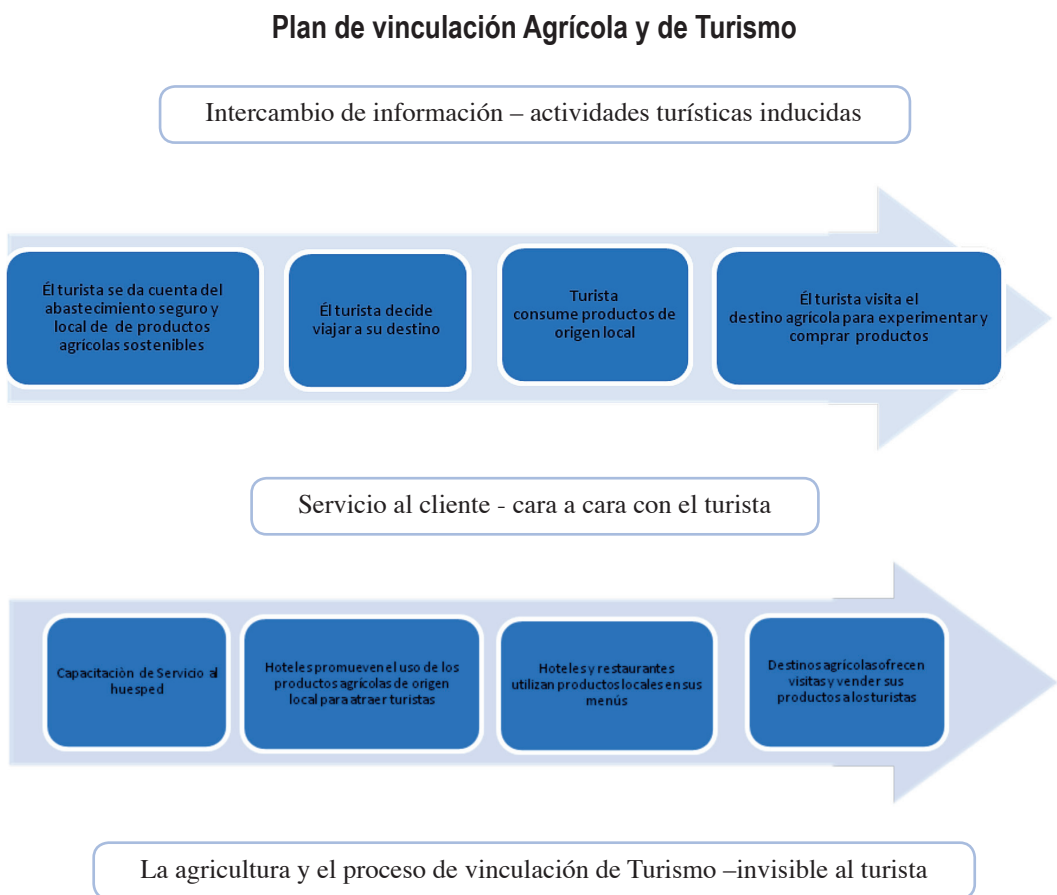 Plan de vinculación Agrícola y de Turismo
Intercambio de información – actividades turísticas inducidas
Él turista se da cuenta del
abastecimiento seguro y
local de de productos
agrícolas sostenibles
Él turista decide
viajar a su destino
Turista
consume productos de
origen local
Él turista visita el
destino agrícola para experimentar y
comprar productos
Servicio al cliente - cara a cara con el turista
Capacitaciòn de Servicio al
huesped
Hoteles promueven el uso de los
productos agrícolas de origen
local para atraer turistas
Hoteles y restaurantes
utilizan productos locales en sus
menús
Destinos agrícolas ofrecen
visitas y vender sus
productos a los turistas
La agricultura y el proceso de vinculación de Turismo –invisible al turista